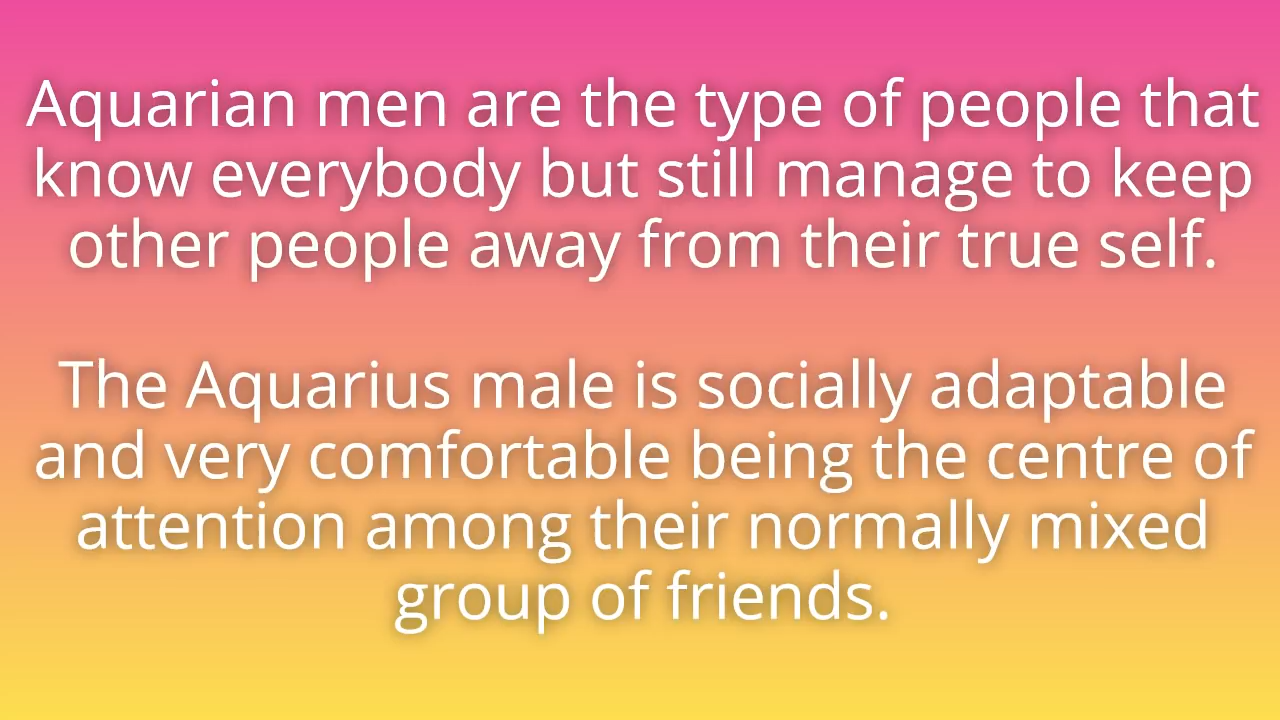 Aquarian men are the type of people that
know everybody but still manage to keep
other people away from their true self.
The Aquarius male is socially adaptable
and very comfortable being the centre of
attention among their normally mixed
group of friends.